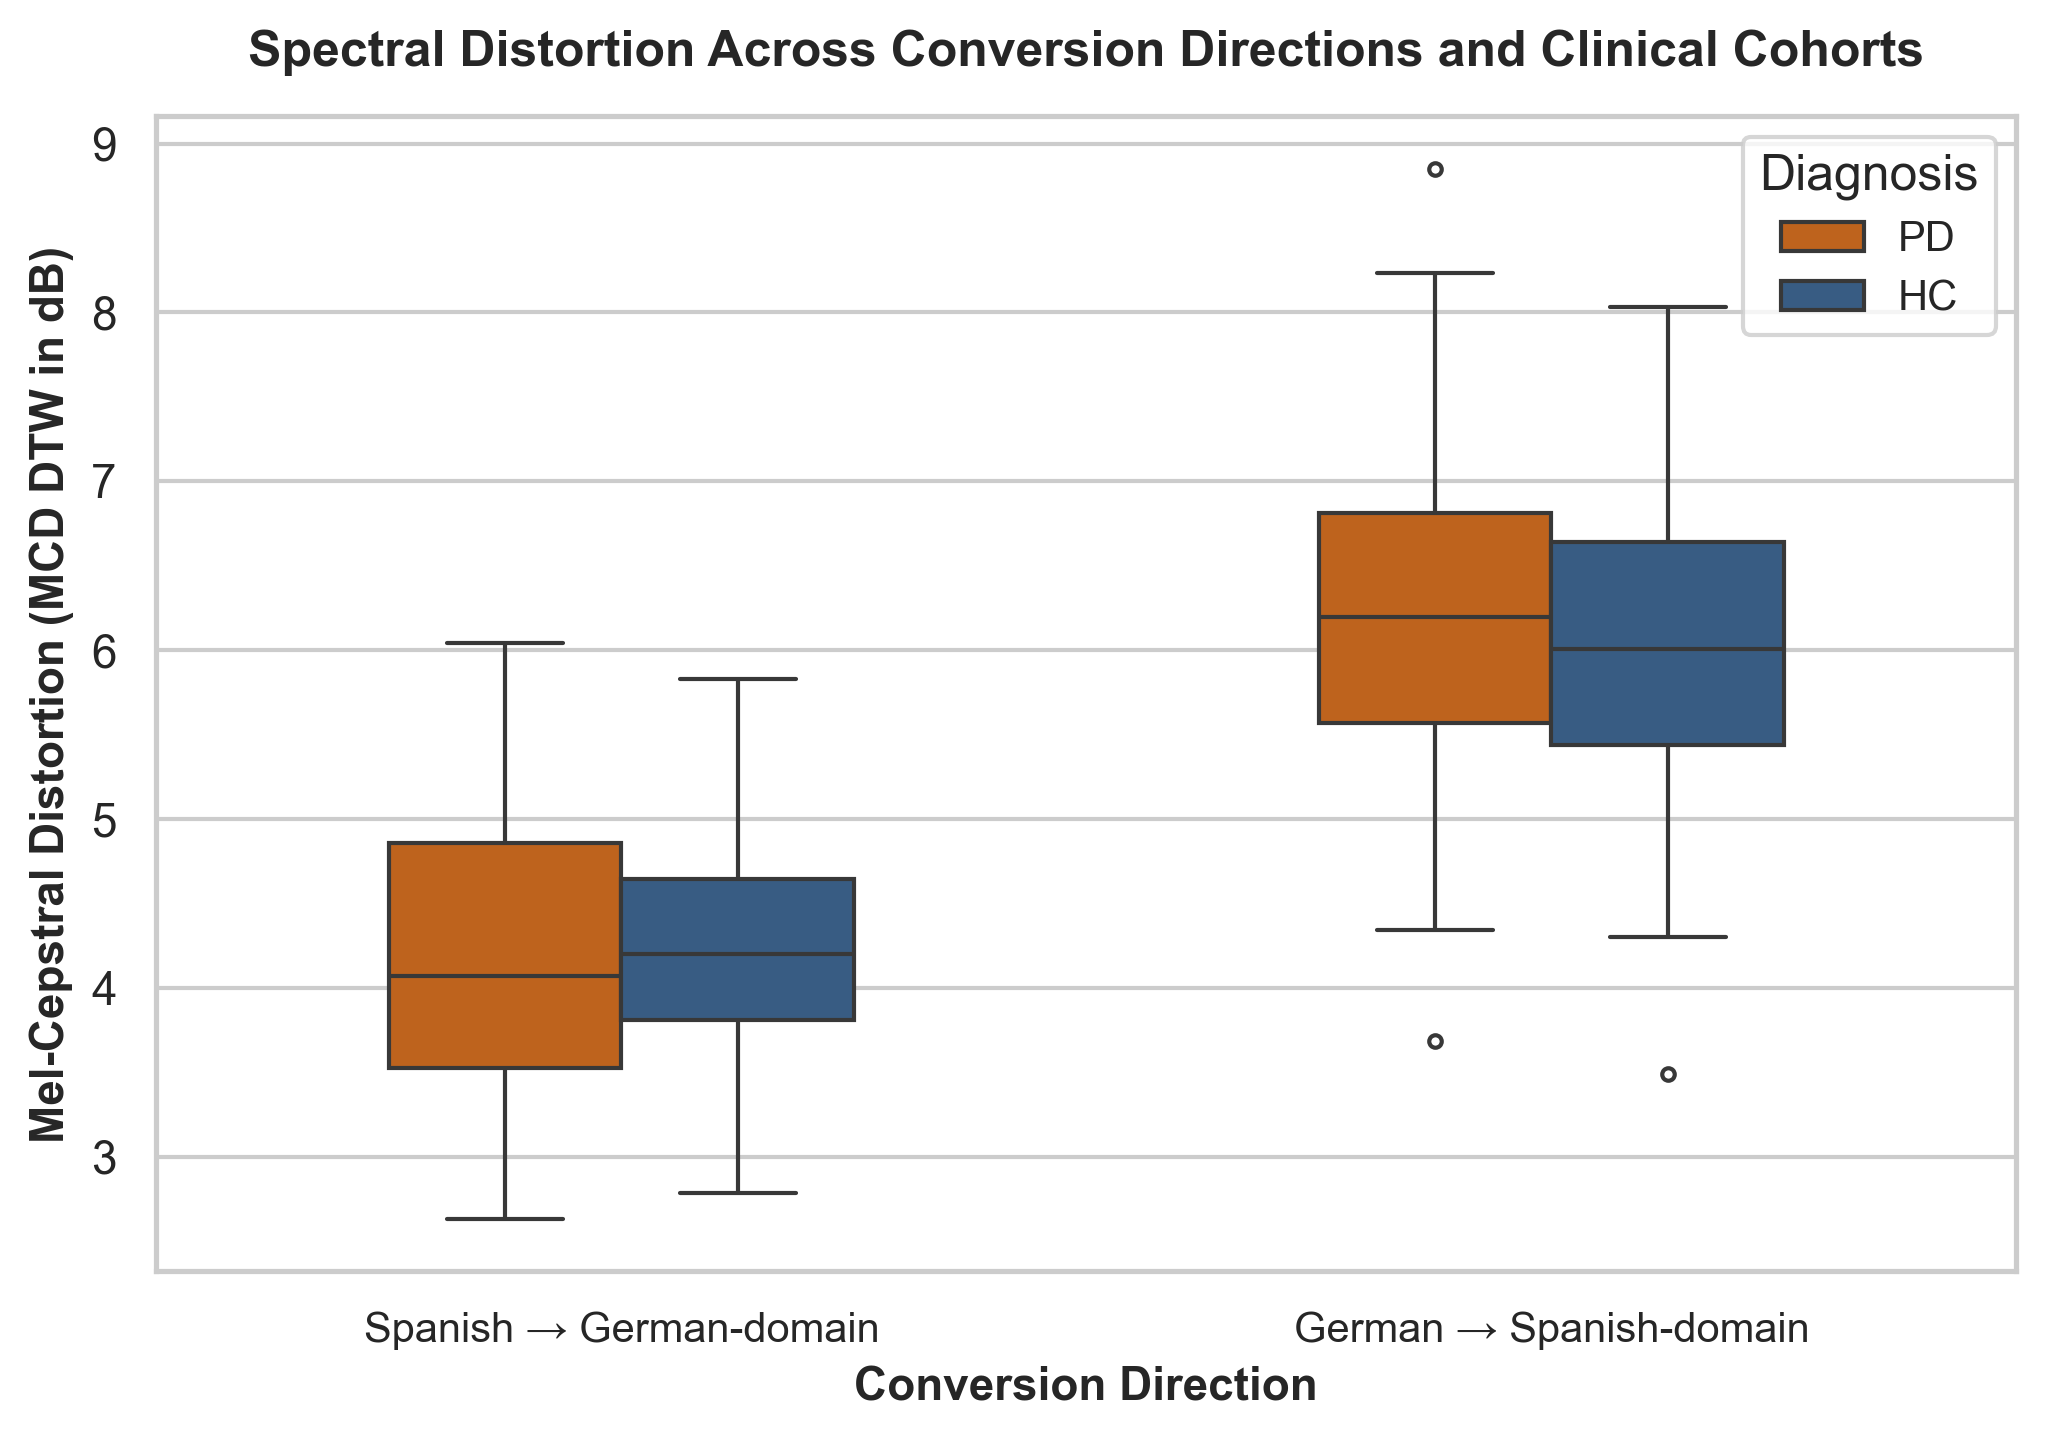 Spectral Distortion Across Conversion Directions and Clinical Cohorts
Mel-Cepstral Distortion (MCD DTW in dB)
9
8
7
6
5
4
3
Diagnosis
PD
HC
Spanish → German-domain
German → Spanish-domain
Conversion Direction